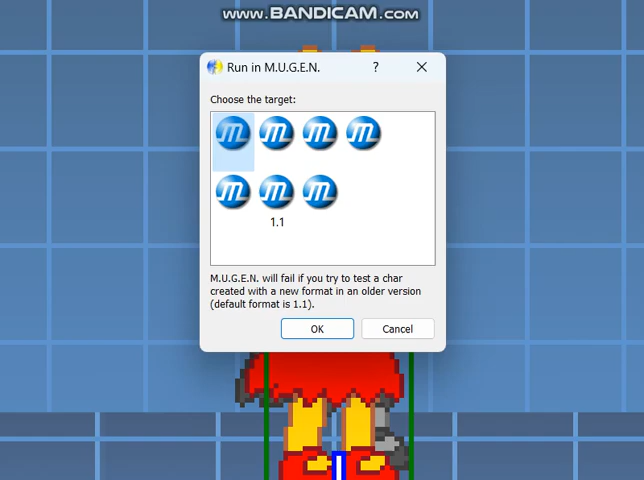 WWW.BANDICAM.COM
Run in M.U.G.E.N.
?
Choose the target:
1.1
M.U.G.E.N. will fail if you try to test a char
created with a new format in an older version
(default format is 1.1).
OK
Cancel